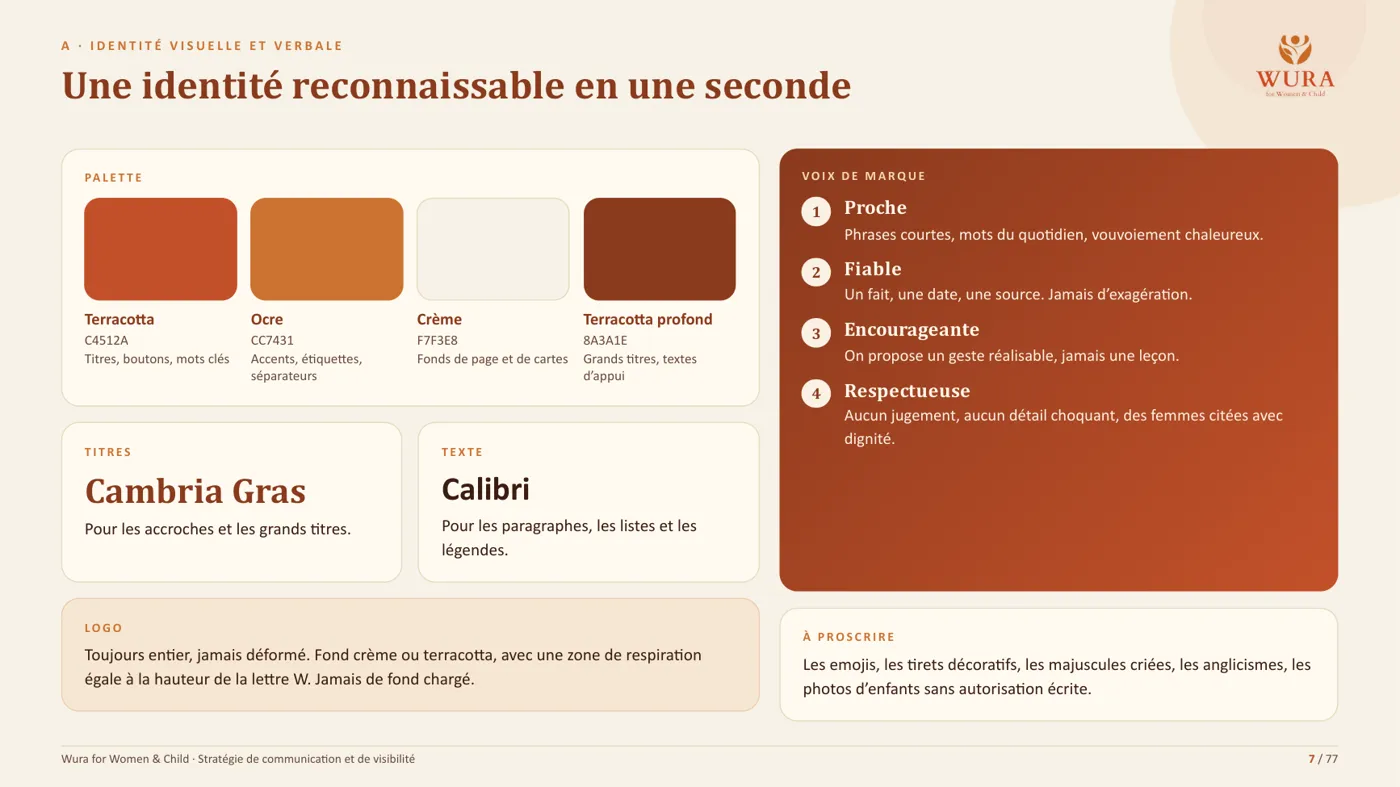 A · IDENTITÉ VISUELLE ET VERBALE
Une identité reconnaissable en une seconde
WURA
for Women & Child
PALETTE
Terracotta
C4512A
Titres, boutons, mots clés
Ocre
CC7431
Accents, étiquettes,
séparateurs
Crème
F7F3E8
Fonds de page et de cartes
Terracotta profond
8A3A1E
Grands titres, textes
d’appui
TITRES
Cambria Gras
Pour les accroches et les grands titres.
TEXTE
Calibri
Pour les paragraphes, les listes et les
légendes.
LOGO
Toujours entier, jamais déformé. Fond crème ou terracotta, avec une zone de respiration
égale à la hauteur de la lettre W. Jamais de fond chargé.
VOIX DE MARQUE
1 Proche
Phrases courtes, mots du quotidien, vouvoiement chaleureux.
2 Fiable
Un fait, une date, une source. Jamais d’exagération.
3 Encourageante
On propose un geste réalisable, jamais une leçon.
4 Respectueuse
Aucun jugement, aucun détail choquant, des femmes citées avec
dignité.
À PROSCRIRE
Les emojis, les tirets décoratifs, les majuscules criées, les anglicismes, les
photos d’enfants sans autorisation écrite.
Wura for Women & Child · Stratégie de communication et de visibilité
7 / 77